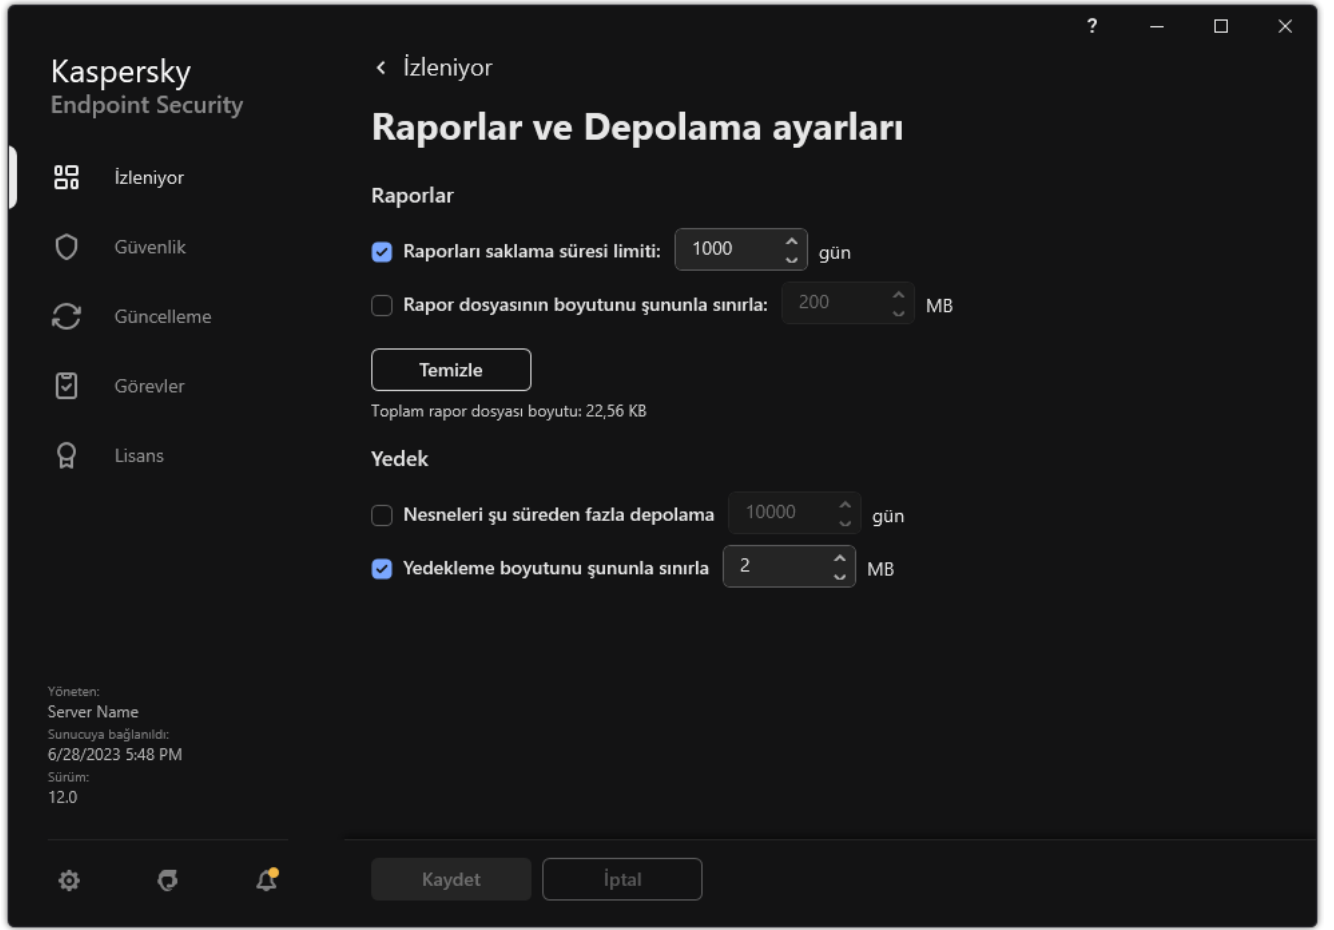 ?
Kaspersky
Endpoint Security
İzleniyor
Güvenlik
Güncelleme
Görevler
Lisans
Yöneten:
Server Name
Sunucuya bağlanıldı:
6/28/2023 5:48 PM
Sürüm:
12.0
İzleniyor
Raporlar ve Depolama ayarları
Raporlar
Raporları saklama süresi limiti: 1000 gün
Rapor dosyasının boyutunu şununla sınırla: 200 MB
Temizle
Toplam rapor dosyası boyutu: 22,56 KB
Yedek
Nesneleri şu süreden fazla depolama 10000 gün
Yedekleme boyutunu şununla sınırla 2 MB
Kaydet İptal